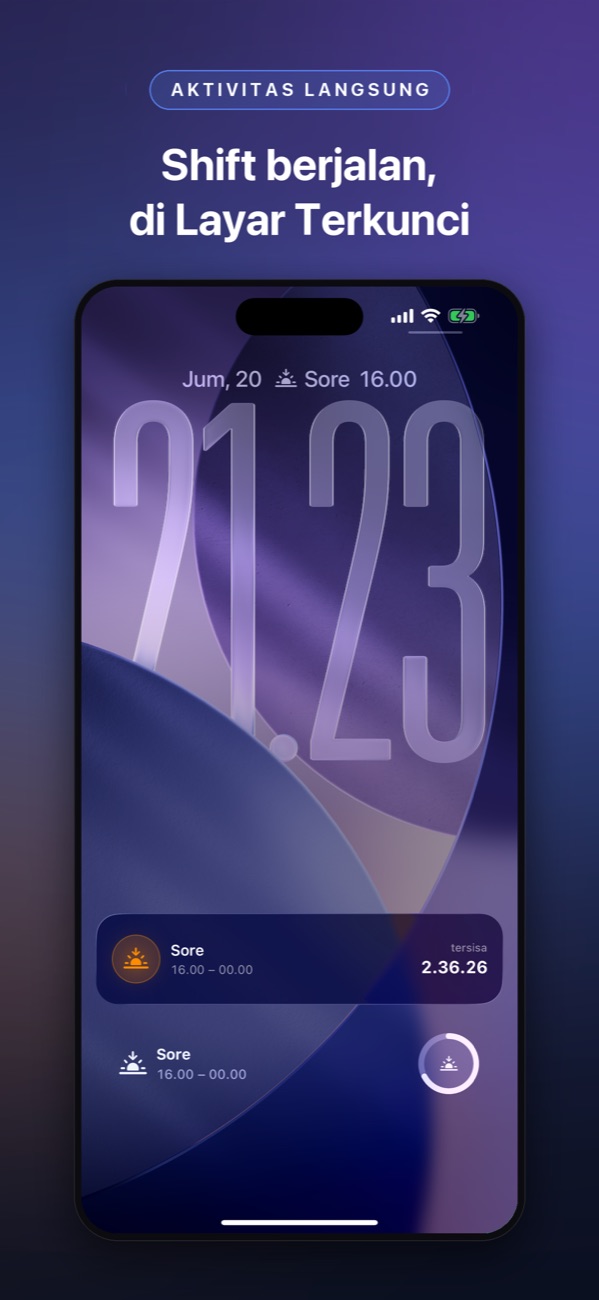 AKTIVITAS LANGSUNG
Shift berjalan,
di Layar Terkunci
Jum, 20 Sore 16.00
21.23
Sore
16.00 – 00.00
tersisa
2.36.26
Sore
16.00 – 00.00